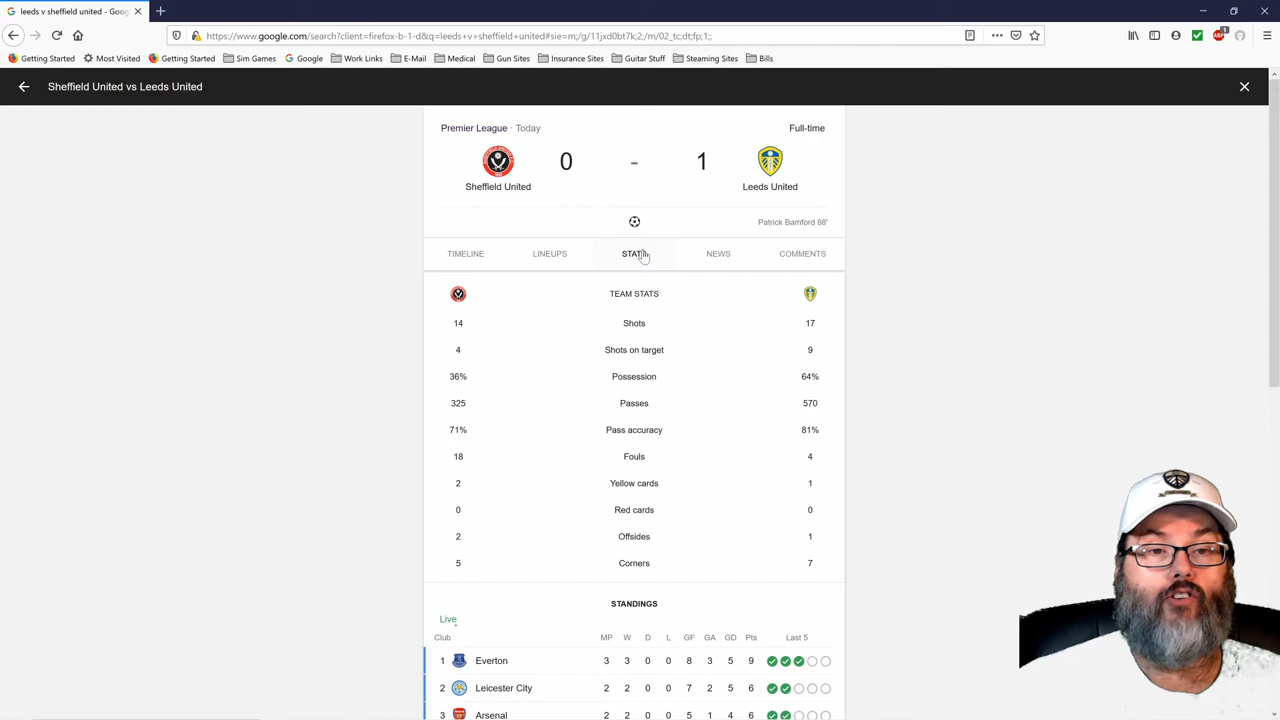 leeds v sheffield united - Goog
https://www.google.com/search?client=firefox-b-1-d&q=leeds+v+sheffield+united#sie=m;/g/11jxd0bt7k;2;/m/02_tc;dt;fp;1;;
Getting Started Most Visited Getting Started Sim Games Google Work Links E-Mail Medical Gun Sites Insurance Sites Guitar Stuff Steaming Sites Bills
Sheffield United vs Leeds United
Premier League · Today Full-time
0 - 1
Sheffield United Leeds United
Patrick Bamford 88'
TIMELINE LINEUPS STATS NEWS COMMENTS
TEAM STATS
14 Shots 17
4 Shots on target 9
36% Possession 64%
325 Passes 570
71% Pass accuracy 81%
18 Fouls 4
2 Yellow cards 1
0 Red cards 0
2 Offsides 1
5 Corners 7
STANDINGS
Live
Club MP W D L GF GA GD Pts Last 5
1 Everton 3 3 0 0 8 3 5 9
2 Leicester City 2 2 0 0 7 2 5 6
3 Arsenal 2 2 0 0 5 1 4 6